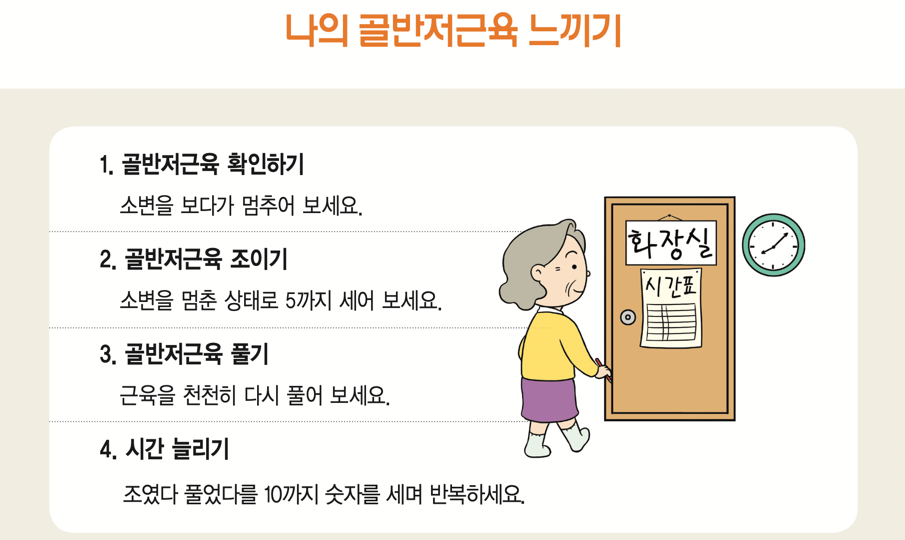 나의 골반저근육 느끼기
1. 골반저근육 확인하기
소변을 보다가 멈추어 보세요.
2. 골반저근육 조이기
소변을 멈춘 상태로 5까지 세어 보세요.
3. 골반저근육 풀기
근육을 천천히 다시 풀어 보세요.
4. 시간 늘리기
조였다 풀었다를 10까지 숫자를 세며 반복하세요.
화장실
시간표